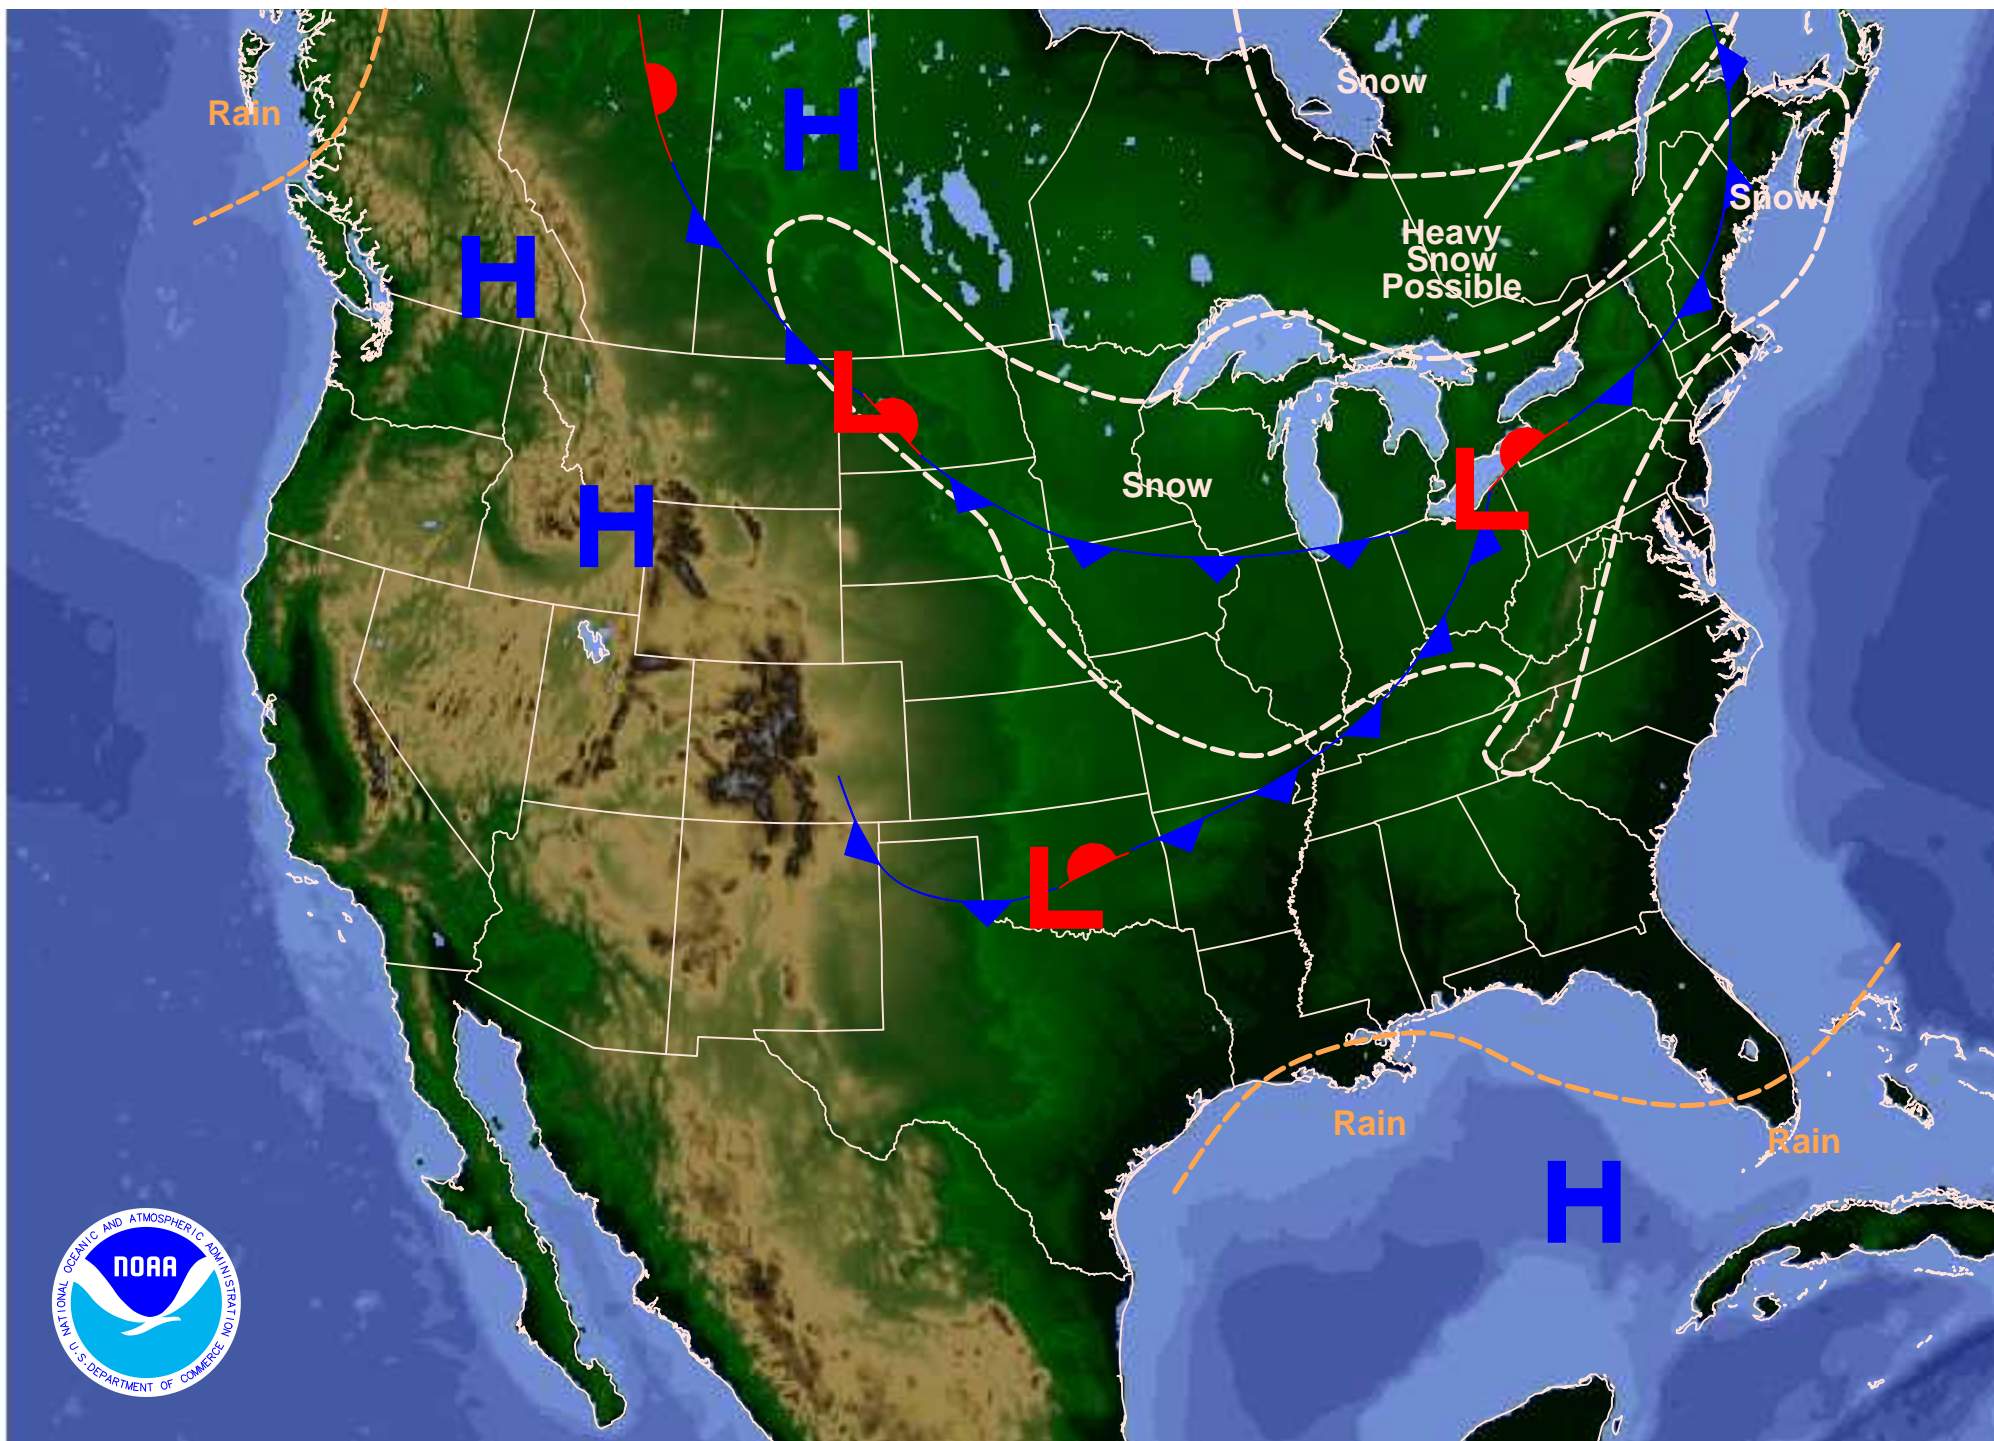 Snow
Rain
H
Snow
Heavy
Snow
Possible
H
L
Snow
H
L
L
Rain
Rain
H
NATIONAL OCEANIC AND ATMOSPHERIC ADMINISTRATION
NOAA
U.S. DEPARTMENT OF COMMERCE